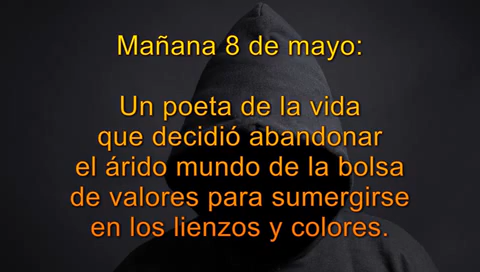 Mañana 8 de mayo:
Un poeta de la vida
que decidió abandonar
el árido mundo de la bolsa
de valores para sumergirse
en los lienzos y colores.